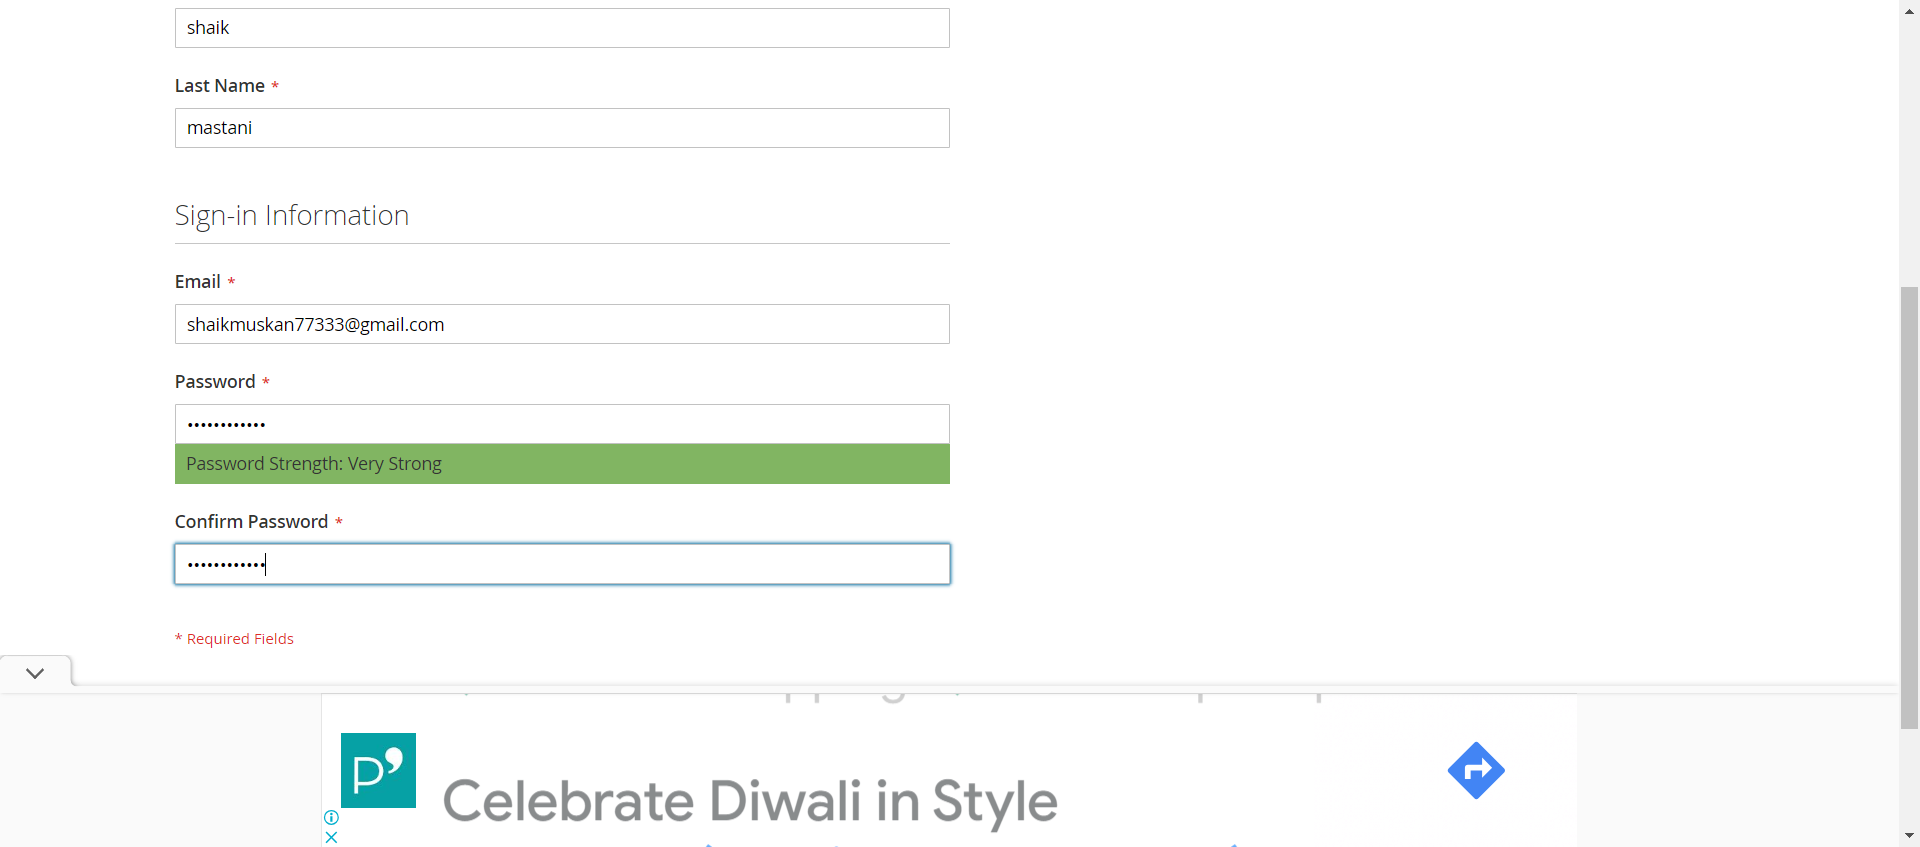 shaik
Last Name *
mastani
Sign-in Information
Email *
shaikmuskan77333@gmail.com
Password *
••••••••••••
Password Strength: Very Strong
Confirm Password *
••••••••••••
* Required Fields
P’
Celebrate Diwali in Style